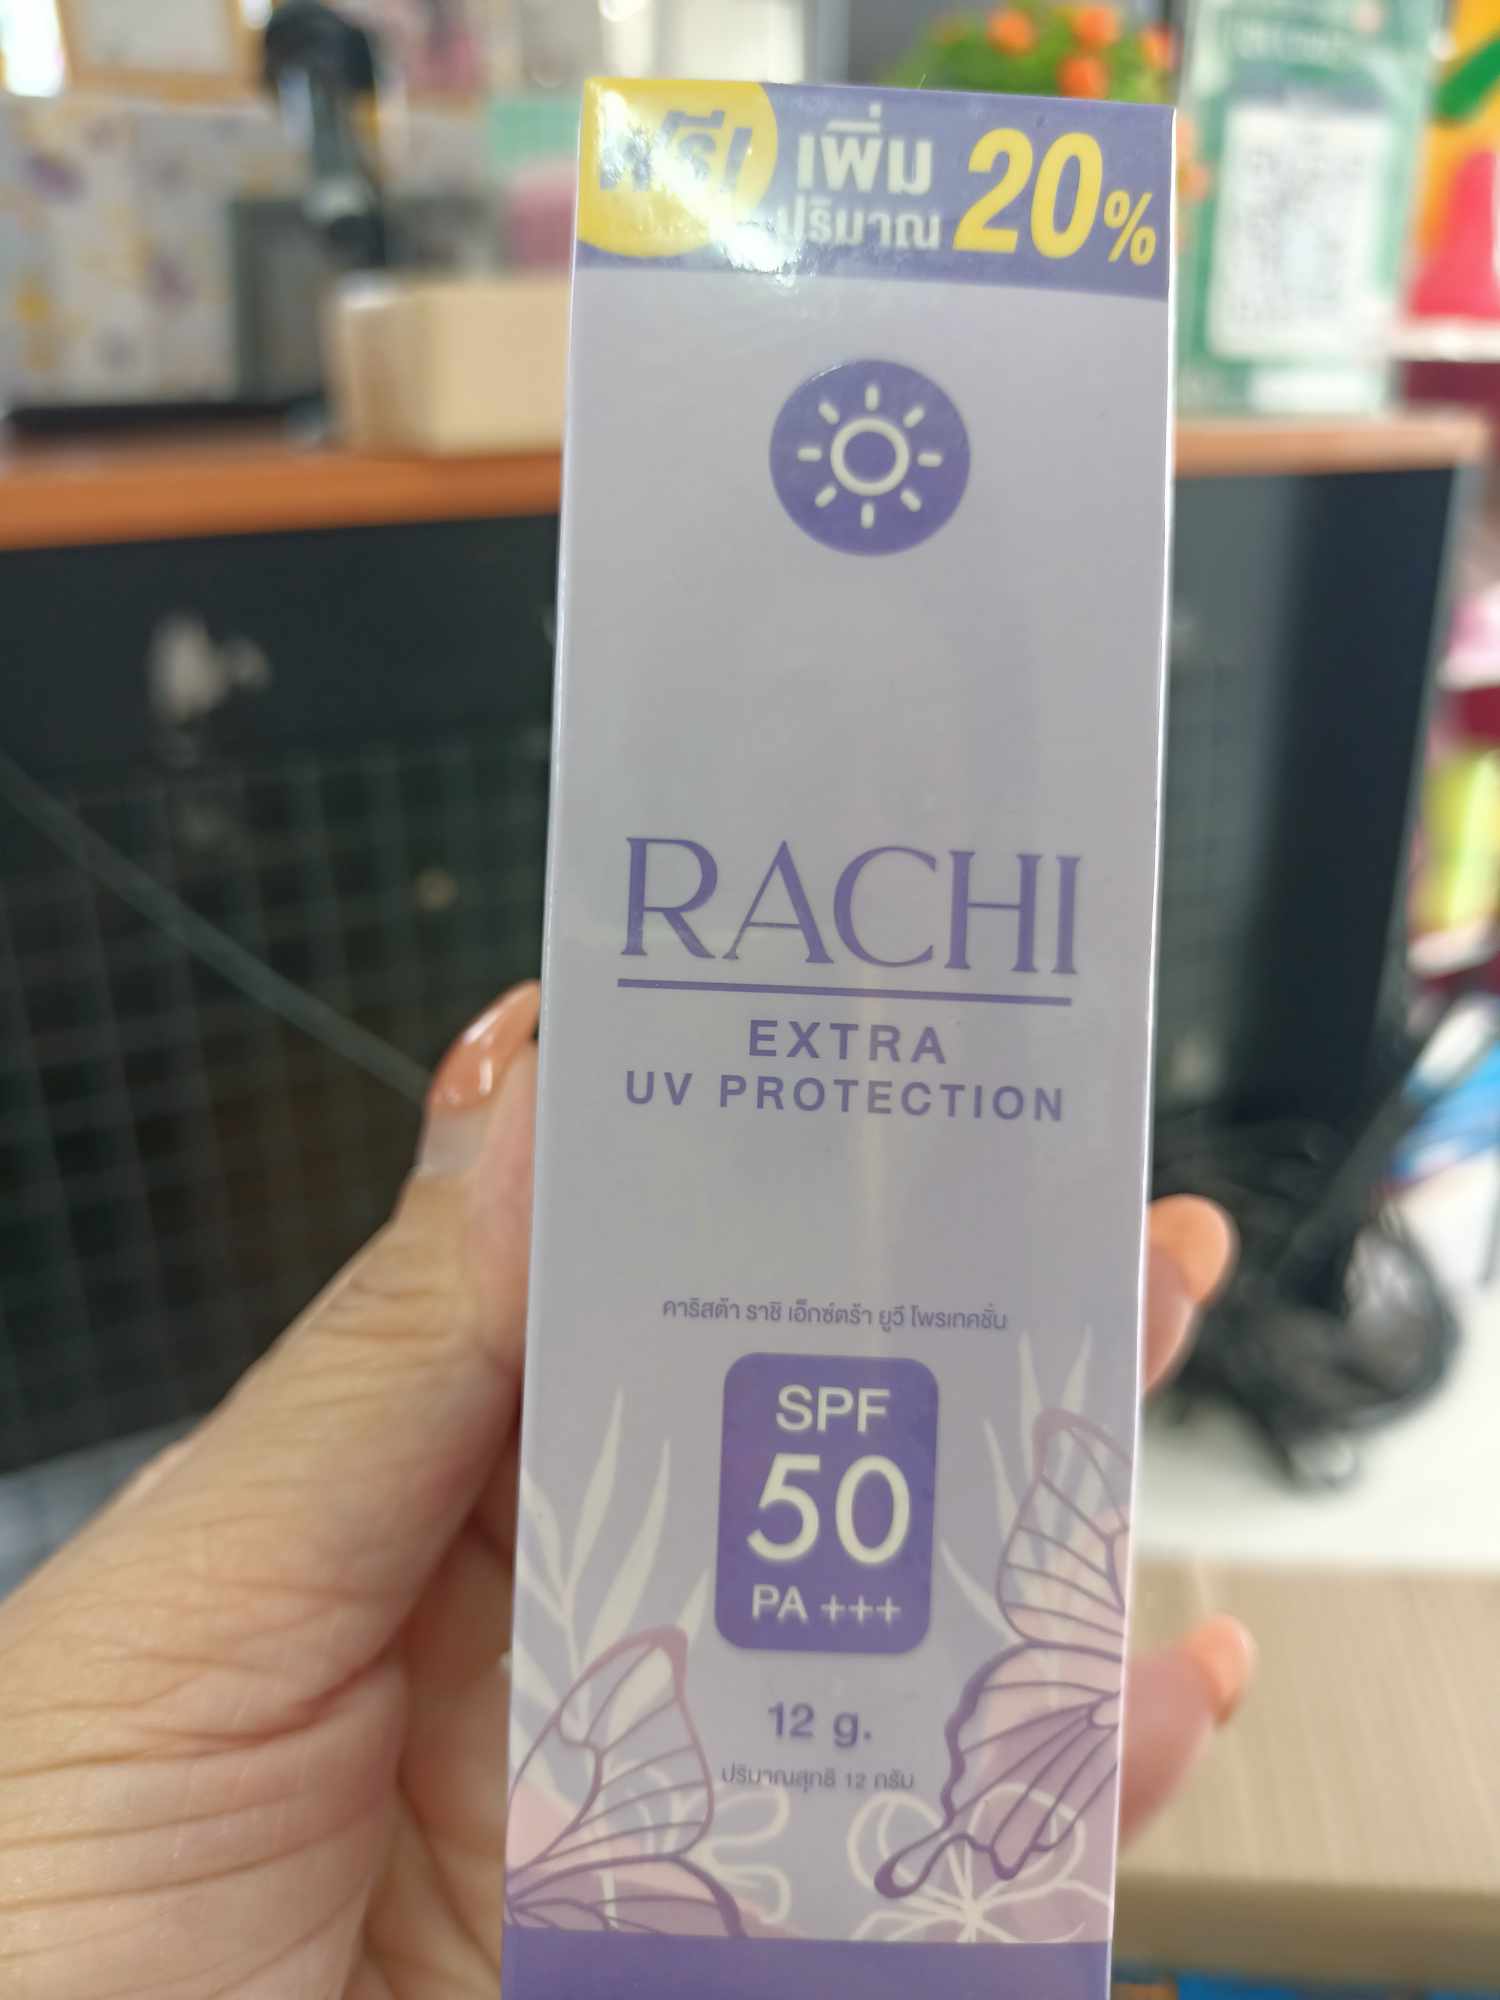 ฟรี!
เพิ่ม
ปริมาณ
20%
RACHI
EXTRA
UV PROTECTION
คาริสต้า ราชิ เอ็กซ์ตร้า ยูวี โพรเทคชั่น
SPF
50
PA +++
12 g.
ปริมาณสุทธิ 12 กรัม